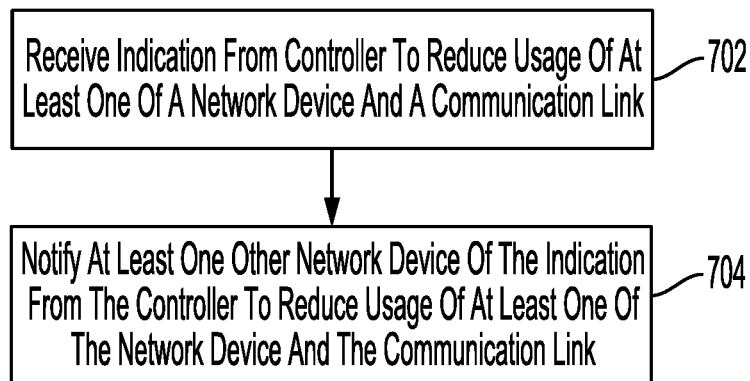 Receive Indication From Controller To Reduce Usage Of At
Least One Of A Network Device And A Communication Link
702
Notify At Least One Other Network Device Of The Indication
From The Controller To Reduce Usage Of At Least One Of
The Network Device And The Communication Link
704